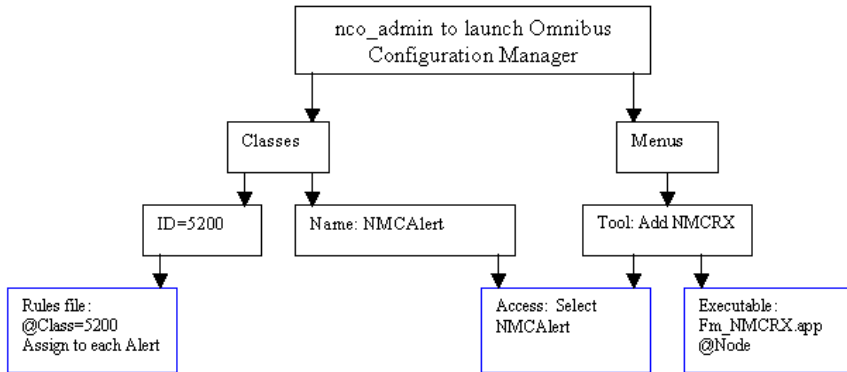 nco_admin to launch Omnibus
Configuration Manager
Classes
Menus
ID=5200
Name: NMCAlert
Tool: Add NMCRX
Rules file:
@Class=5200
Assign to each Alert
Access: Select
NMCAlert
Executable:
Fm_NMCRX.app
@Node